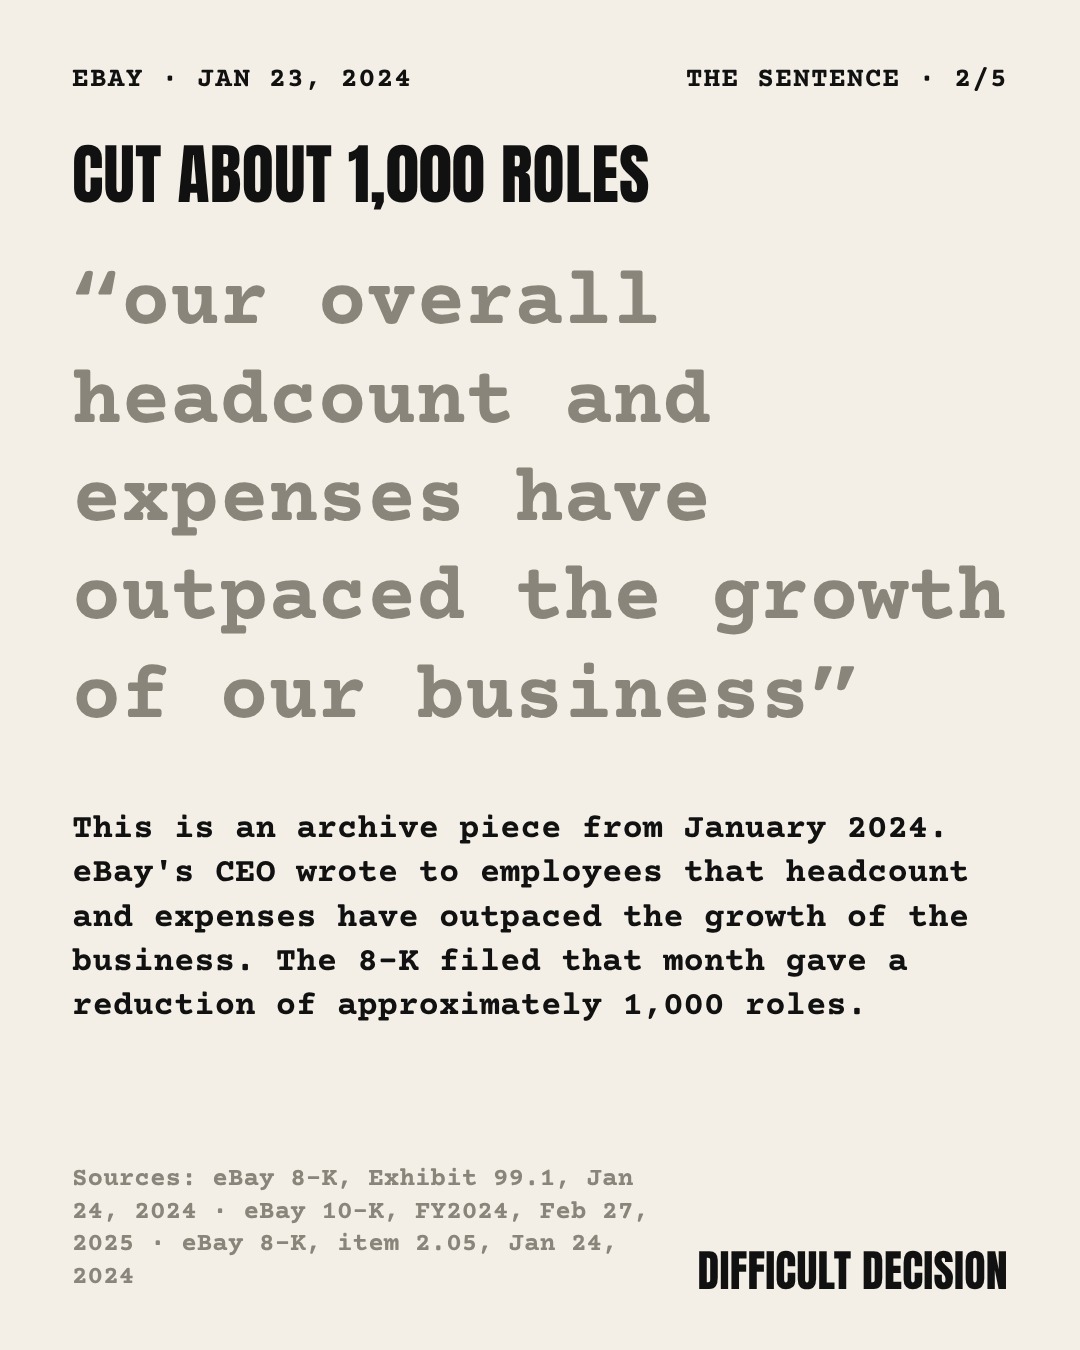 EBAY · JAN 23, 2024
THE SENTENCE · 2/5
CUT ABOUT 1,000 ROLES
“our overall
headcount and
expenses have
outpaced the growth
of our business”
This is an archive piece from January 2024.
eBay's CEO wrote to employees that headcount
and expenses have outpaced the growth of the
business. The 8-K filed that month gave a
reduction of approximately 1,000 roles.
Sources: eBay 8-K, Exhibit 99.1, Jan
24, 2024 · eBay 10-K, FY2024, Feb 27,
2025 · eBay 8-K, item 2.05, Jan 24,
2024
DIFFICULT DECISION